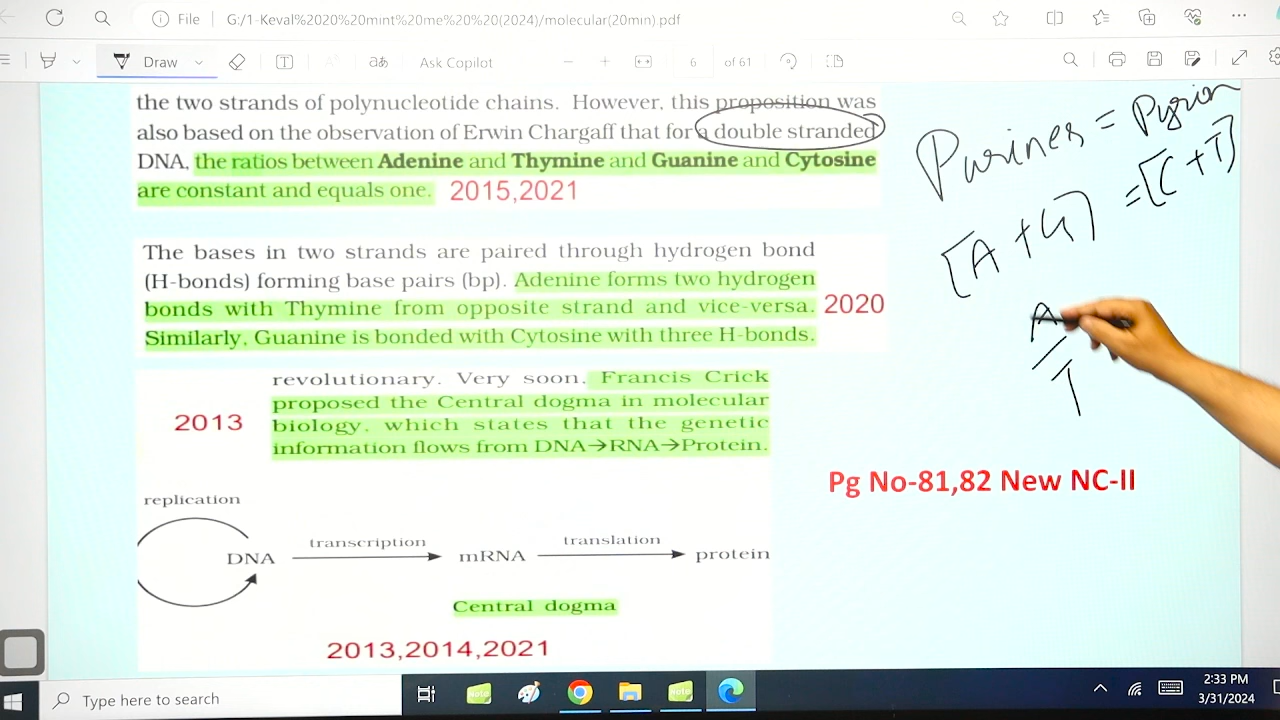 File G:/1-Keval%2020%20mint%20me%20%20(2024)/molecular(20min).pdf
Draw aあ Ask Copilot 6 of 61
the two strands of polynucleotide chains. However, this proposition was
also based on the observation of Erwin Chargaff that for a double stranded
DNA, the ratios between Adenine and Thymine and Guanine and Cytosine
are constant and equals one. 2015,2021
Purines =
[A + G] = [C + T]
The bases in two strands are paired through hydrogen bond
(H-bonds) forming base pairs (bp). Adenine forms two hydrogen
bonds with Thymine from opposite strand and vice-versa. 2020
Similarly, Guanine is bonded with Cytosine with three H-bonds.
A
T
revolutionary. Very soon, Francis Crick
proposed the Central dogma in molecular
2013 biology, which states that the genetic
information flows from DNA→RNA→Protein.
Pg No-81,82 New NC-II
replication
DNA transcription mRNA translation protein
Central dogma
2013,2014,2021
Type here to search
2:33 PM
3/31/2024